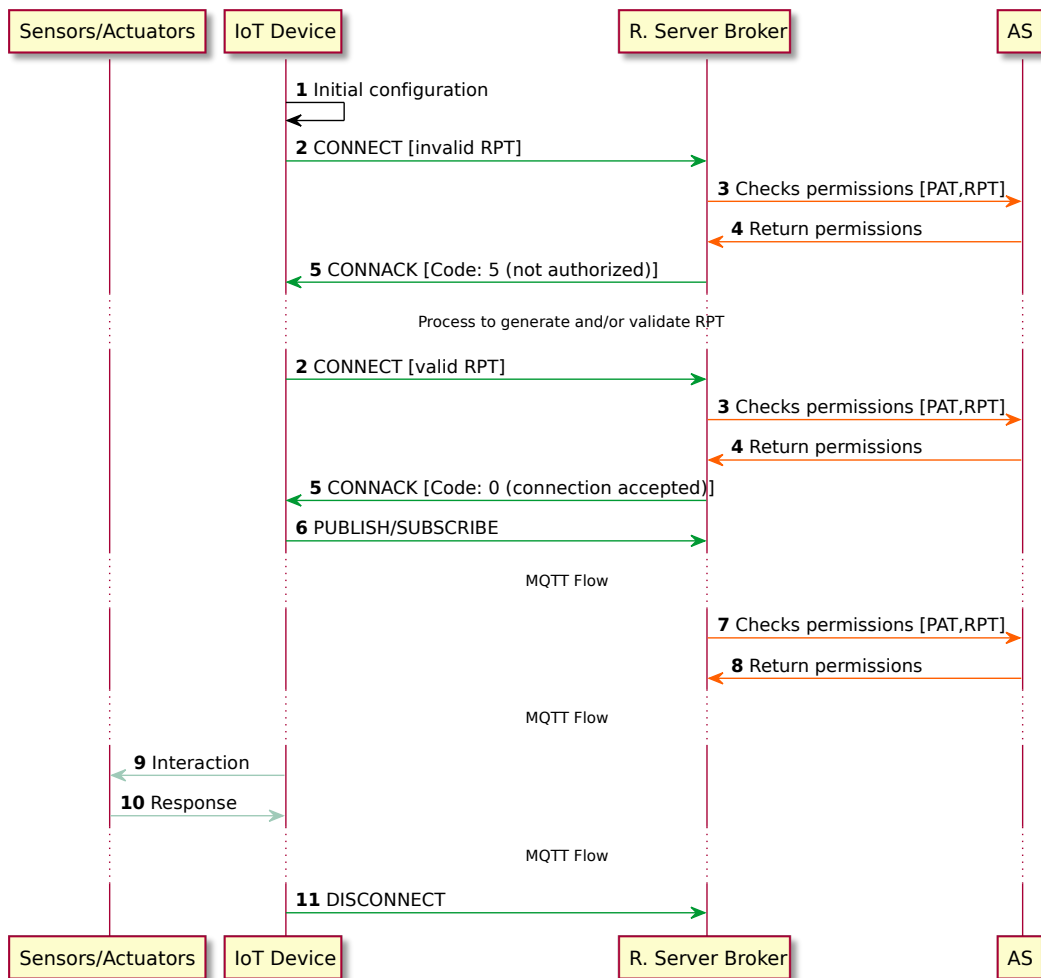 Sensors/Actuators
IoT Device
R. Server Broker
AS
1 Initial configuration
2 CONNECT [invalid RPT]
3 Checks permissions [PAT,RPT]
4 Return permissions
5 CONNACK [Code: 5 (not authorized)]
Process to generate and/or validate RPT
2 CONNECT [valid RPT]
3 Checks permissions [PAT,RPT]
4 Return permissions
5 CONNACK [Code: 0 (connection accepted)]
6 PUBLISH/SUBSCRIBE
MQTT Flow
7 Checks permissions [PAT,RPT]
8 Return permissions
MQTT Flow
9 Interaction
10 Response
MQTT Flow
11 DISCONNECT
Sensors/Actuators
IoT Device
R. Server Broker
AS